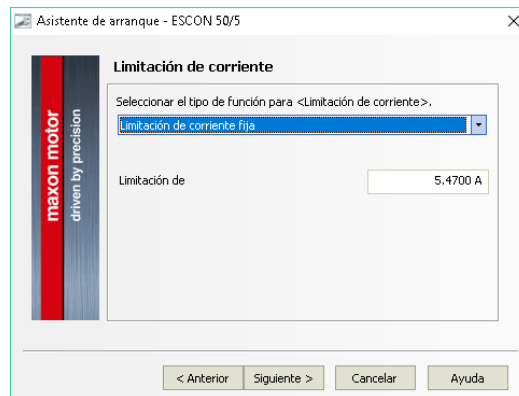 Asistente de arranque - ESCON 50/5
maxon motor
driven by precision
Limitación de corriente
Seleccionar el tipo de función para <Limitación de corriente>.
Limitación de corriente fija
Limitación de 5.4700 A
< Anterior Siguiente > Cancelar Ayuda